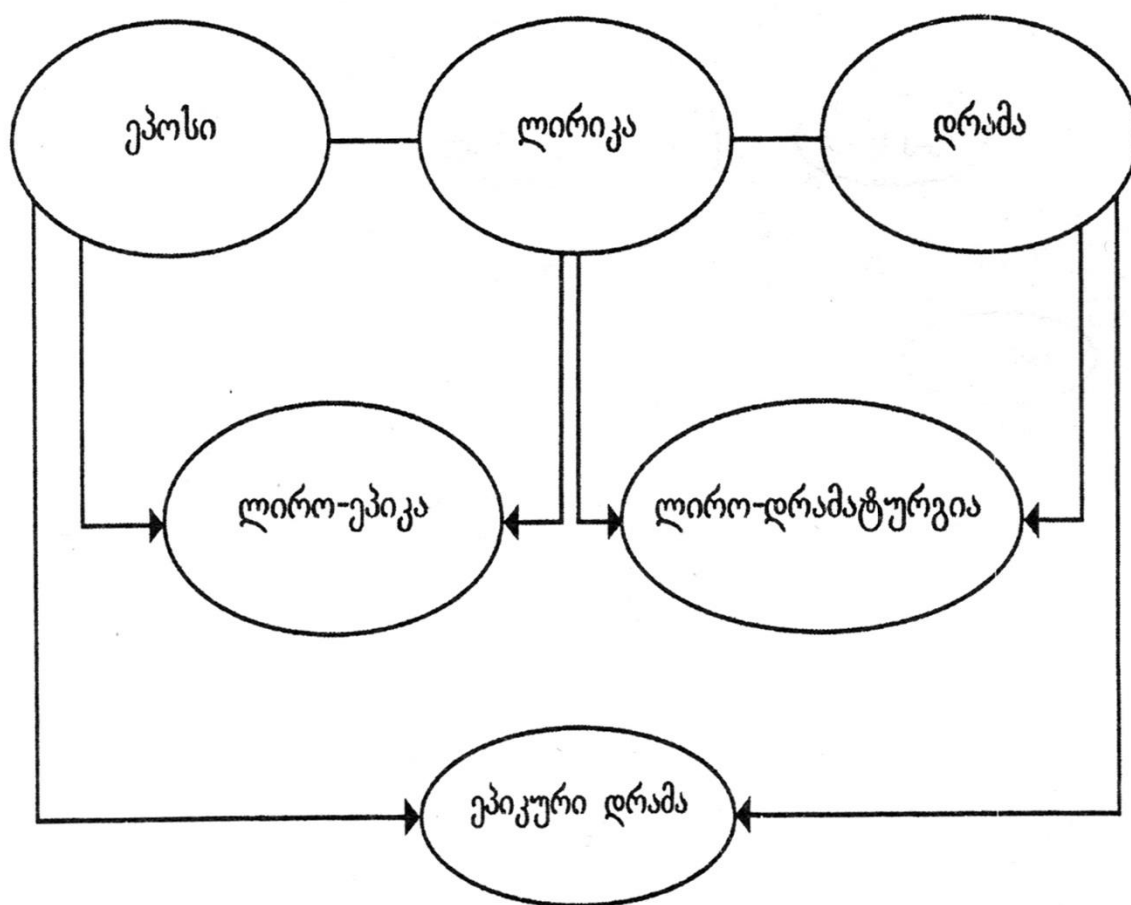 ეპოსი
ლირიკა
დრამა
ლირო-ეპიკა
ლირო-დრამატურგია
ეპიკური დრამა